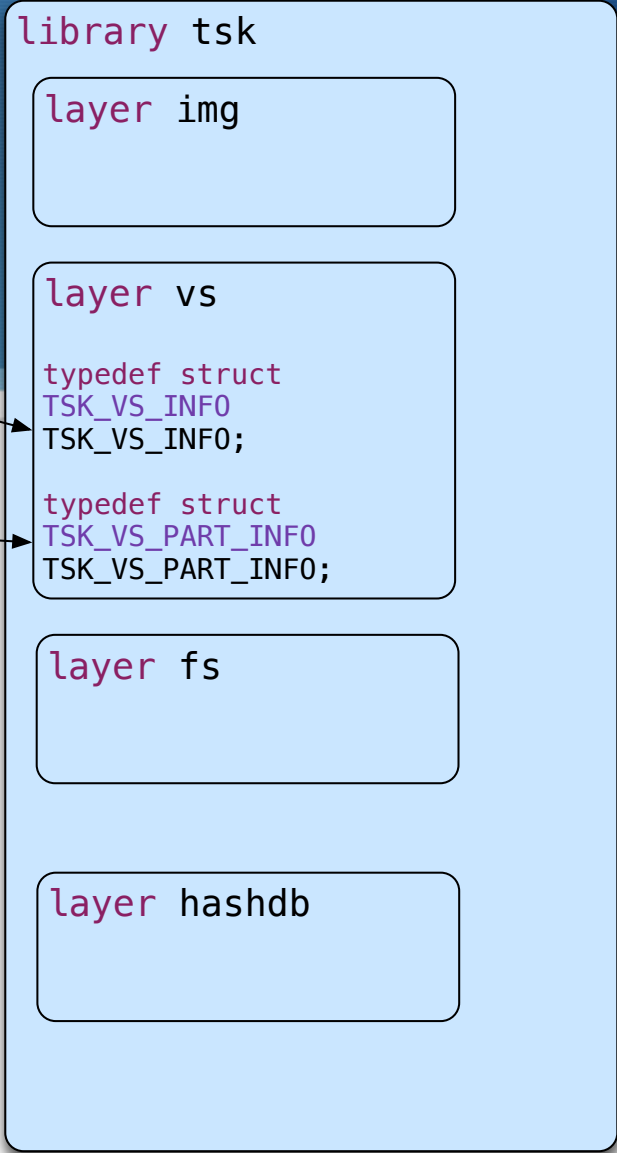 library tsk
layer img
layer vs
typedef struct
TSK_VS_INFO
TSK_VS_INFO;
typedef struct
TSK_VS_PART_INFO
TSK_VS_PART_INFO;
layer fs
layer hashdb